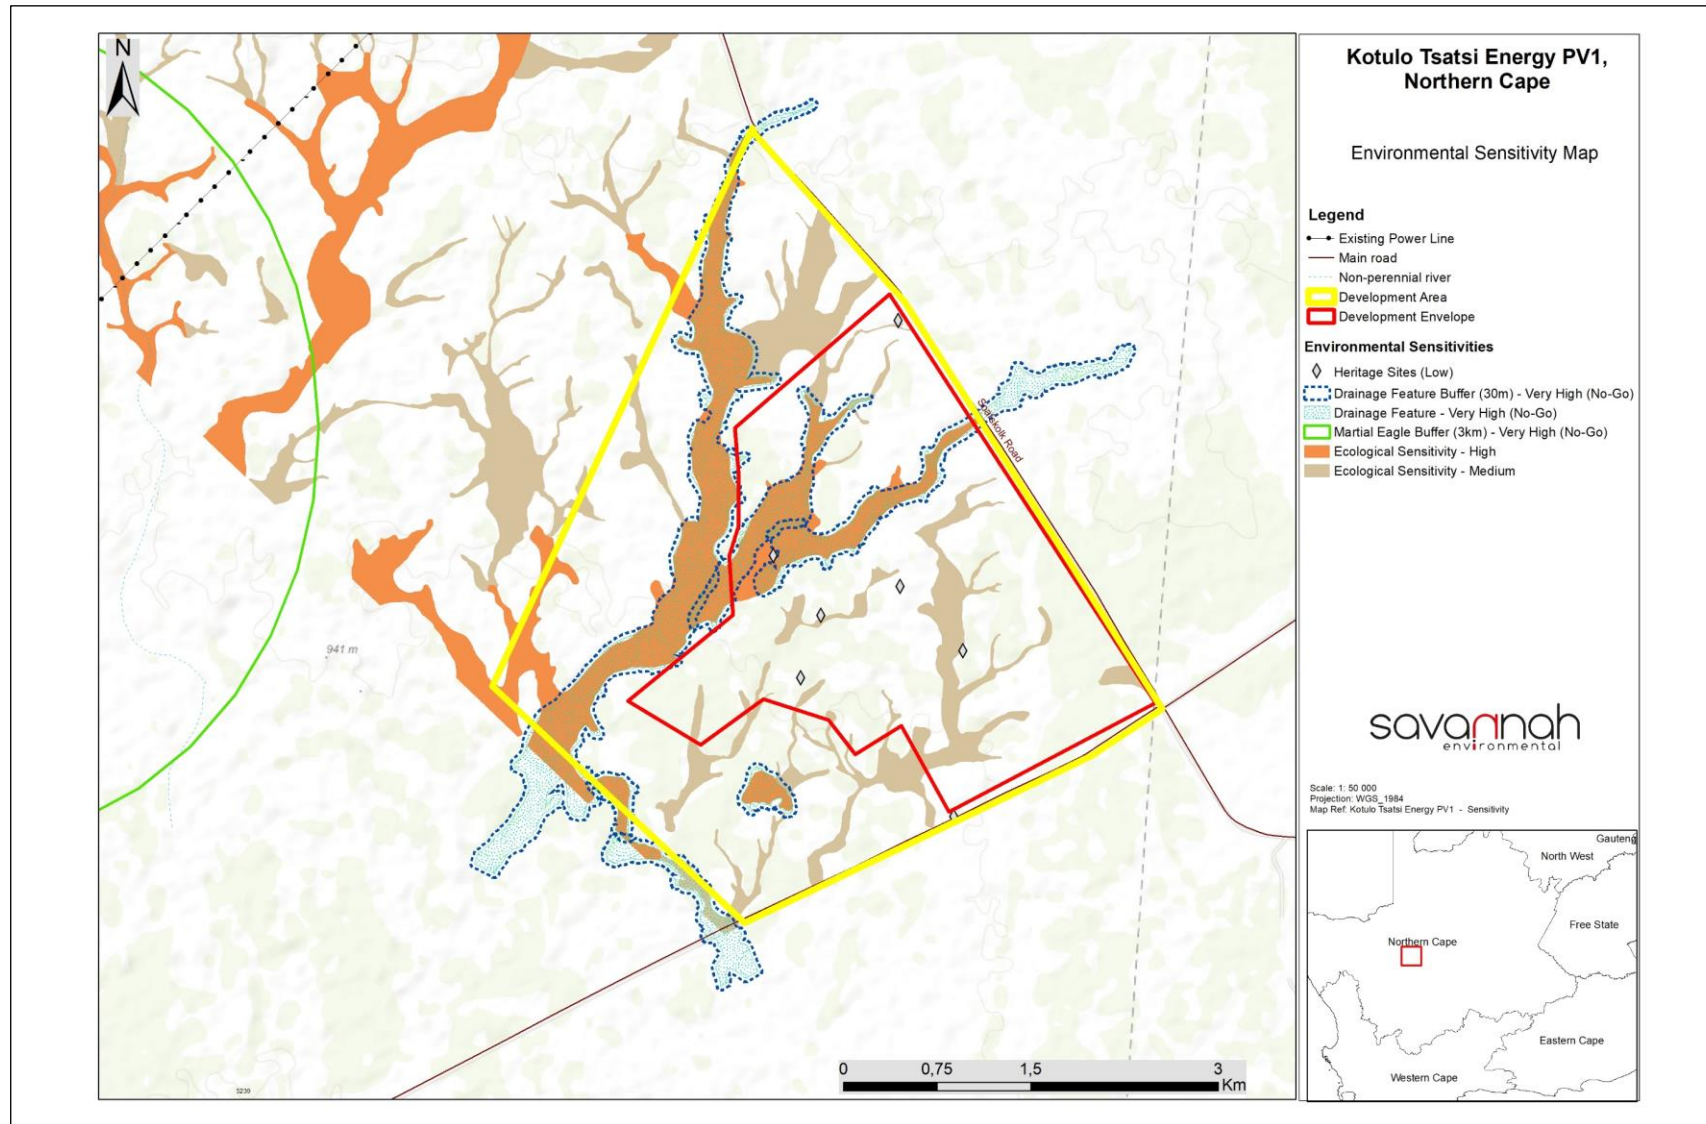 N
941 m
Spatskolk Road
5239
0 0,75 1,5 3
Km
Kotulo Tsatsi Energy PV1,
Northern Cape
Environmental Sensitivity Map
Legend
Existing Power Line
Main road
Non-perennial river
Development Area
Development Envelope
Environmental Sensitivities
Heritage Sites (Low)
Drainage Feature Buffer (30m) - Very High (No-Go)
Drainage Feature - Very High (No-Go)
Martial Eagle Buffer (3km) - Very High (No-Go)
Ecological Sensitivity - High
Ecological Sensitivity - Medium
savannah
environmental
Scale: 1: 50 000
Projection: WGS_1984
Map Ref: Kotulo Tsatsi Energy PV1 - Sensitivity
Gauteng
North West
Free State
Northern Cape
Eastern Cape
Western Cape